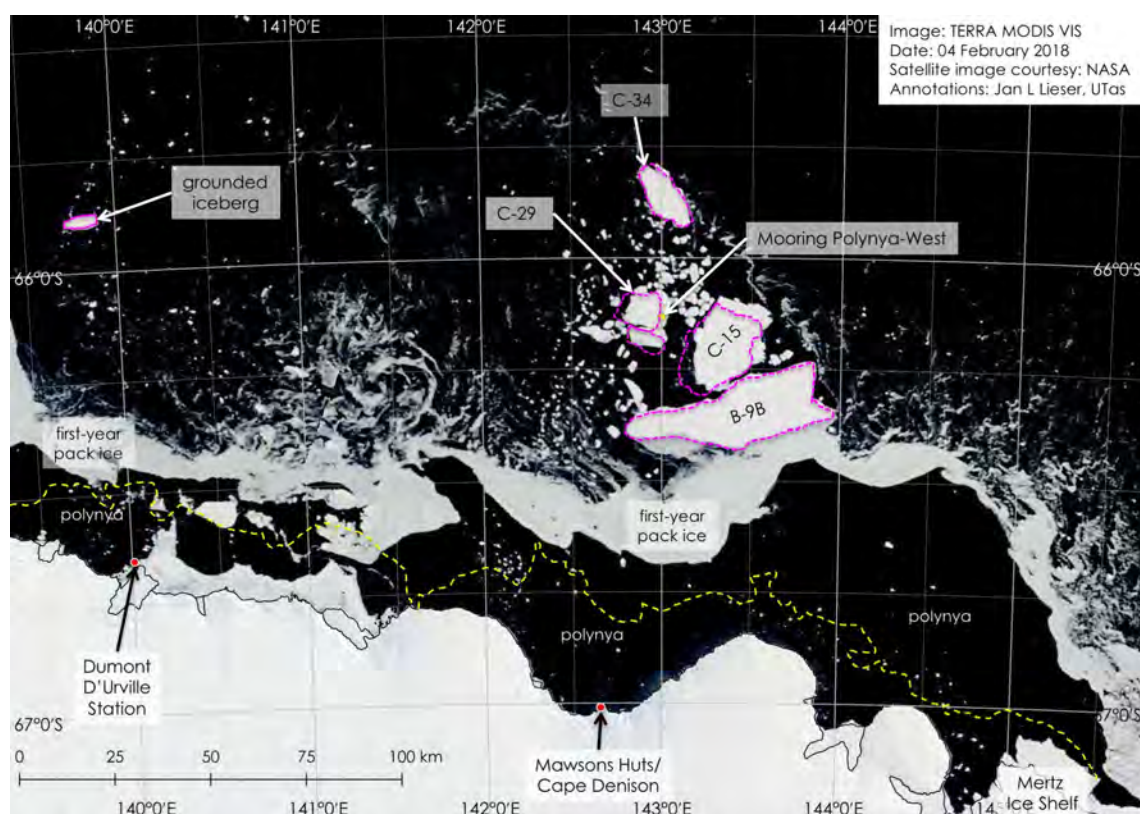 140°0'E
141°0'E
142°0'E
143°0'E
144°0'E
Image: TERRA MODIS VIS
Date: 04 February 2018
Satellite image courtesy: NASA
Annotations: Jan L Lieser, UTas
C-34
grounded
iceberg
C-29
Mooring Polynya-West
66°0'S
66°0'S
C-15
B-9B
first-year
pack ice
first-year
pack ice
polynya
polynya
polynya
Dumont
D'Urville
Station
67°0'S
67°0'S
0 25 50 75 100 km
Mawsons Huts/
Cape Denison
Mertz
Ice Shelf
140°0'E
141°0'E
142°0'E
143°0'E
144°0'E